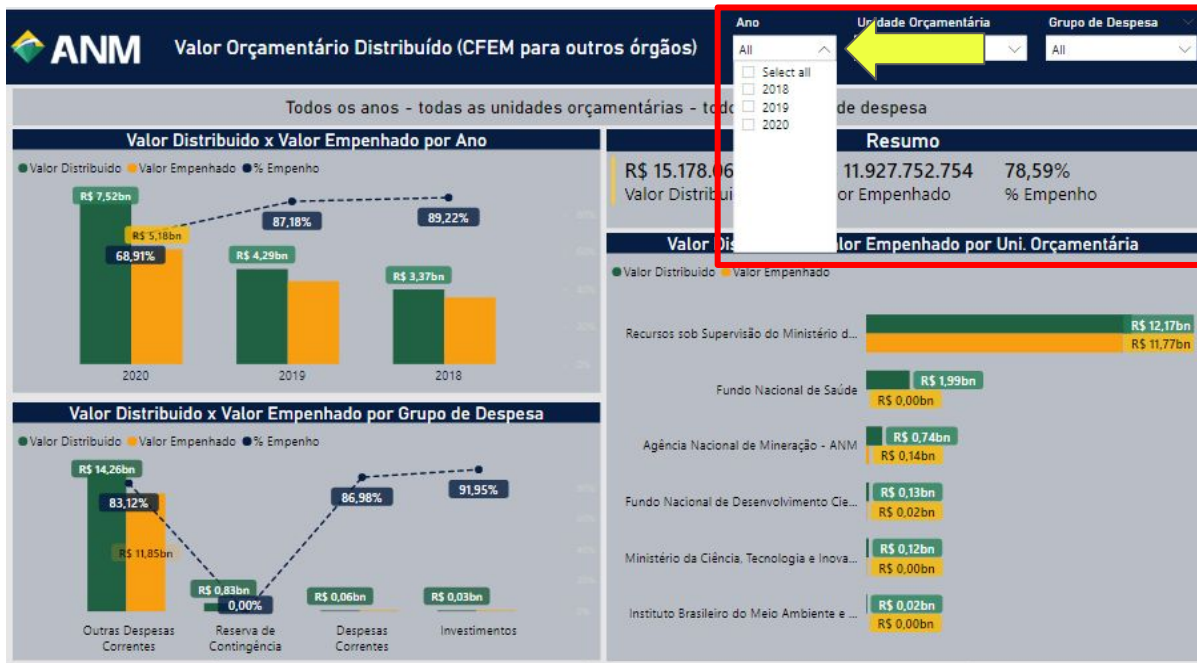 ANM
Valor Orçamentário Distribuído (CFEM para outros órgãos)
Ano
Unidade Orçamentária
Grupo de Despesa
All
All
Select all
2018
2019
2020
Todos os anos - todas as unidades orçamentárias - de despesa
Valor Distribuido x Valor Empenhado por Ano
Valor Distribuido Valor Empenhado % Empenho
R$ 7,52bn
R$ 5,18bn
68,91%
87,18%
89,22%
R$ 4,29bn
R$ 3,37bn
2020
2019
2018
Resumo
R$ 15.178.06
11.927.752.754
78,59%
Valor Distribui
or Empenhado
% Empenho
Valor Dis alor Empenhado por Uni. Orçamentária
Valor Distribuido Valor Empenhado
Recursos sob Supervisão do Ministério d...
R$ 12,17bn
R$ 11,77bn
Fundo Nacional de Saúde
R$ 1,99bn
R$ 0,00bn
Agência Nacional de Mineração - ANM
R$ 0,74bn
R$ 0,14bn
Fundo Nacional de Desenvolvimento Cie...
R$ 0,13bn
R$ 0,02bn
Ministério da Ciência, Tecnologia e Inova...
R$ 0,12bn
R$ 0,00bn
Instituto Brasileiro do Meio Ambiente e ...
R$ 0,02bn
R$ 0,00bn
Valor Distribuido x Valor Empenhado por Grupo de Despesa
Valor Distribuido Valor Empenhado % Empenho
R$ 14,26bn
83,12%
R$ 11,85bn
R$ 0,83bn
0,00%
R$ 0,06bn
86,98%
R$ 0,03bn
91,95%
Outras Despesas
Correntes
Reserva de
Contingência
Despesas
Correntes
Investimentos